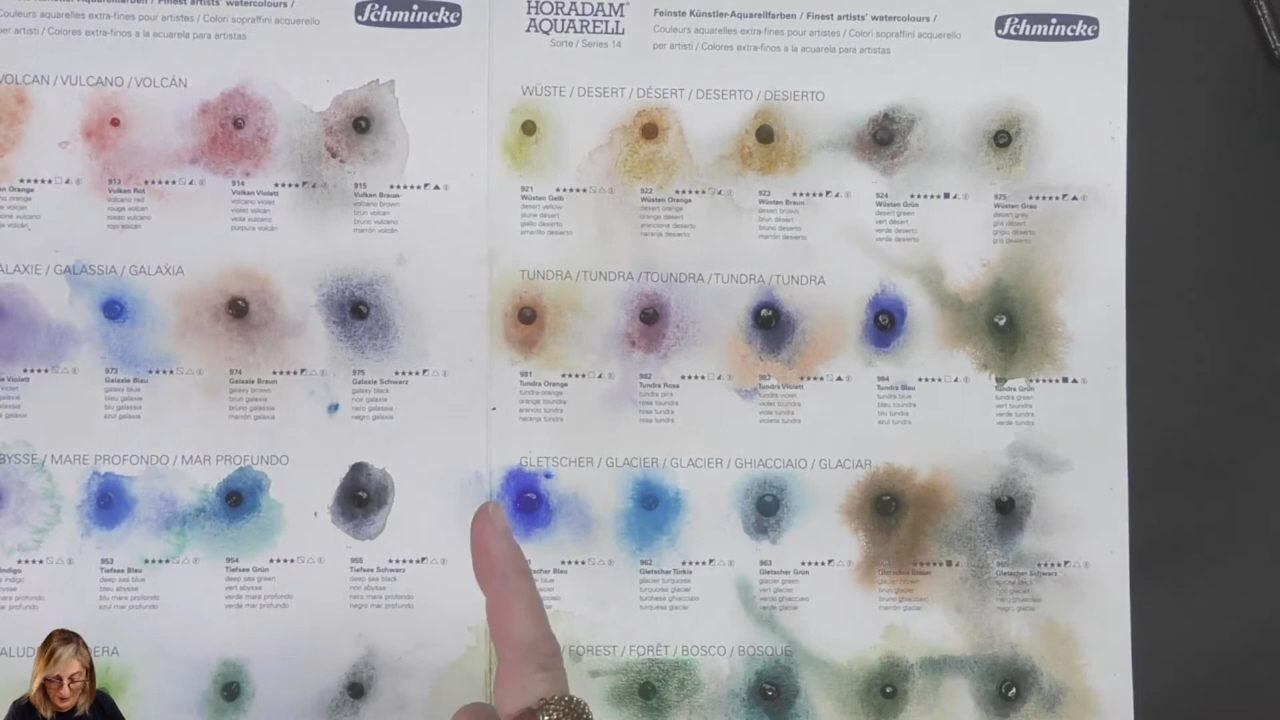 Feinste Künstler-Aquarellfarben / Finest artists' watercolours /
Couleurs aquarelles extra-fines pour artistes / Colori sopraffini acquerello
per artisti / Colores extra-finos a la acuarela para artistas
Schmincke
HORADAM
AQUARELL
Sorte / Series 14
Feinste Künstler-Aquarellfarben / Finest artists' watercolours /
Couleurs aquarelles extra-fines pour artistes / Colori sopraffini acquerello
per artisti / Colores extra-finos a la acuarela para artistas
Schmincke
VOLCAN / VULCANO / VOLCÁN
Orange
913
Vulkan Rot
volcano red
rouge volcan
rosso vulcano
rojo volcán
914
Vulkan Violett
volcano violet
violet volcan
viola vulcano
púrpura volcán
915
Vulkan Braun
volcano brown
brun volcan
bruno vulcano
marrón volcán
WÜSTE / DESERT / DÉSERT / DESERTO / DESIERTO
921
Wüsten Gelb
desert yellow
jaune désert
giallo deserto
amarillo desierto
922
Wüsten Orange
desert orange
orange désert
arancione deserto
naranja desierto
923
Wüsten Braun
desert brown
brun désert
bruno deserto
marrón desierto
924
Wüsten Grün
desert green
vert désert
verde deserto
verde desierto
925
Wüsten Grau
desert grey
gris désert
grigio deserto
gris desierto
GALAXIE / GALASSIA / GALAXIA
Violett
973
Galaxie Blau
galaxy blue
bleu galaxie
blu galassia
azul galaxia
974
Galaxie Braun
galaxy brown
brun galaxie
bruno galassia
marrón galaxia
975
Galaxie Schwarz
galaxy black
noir galaxie
nero galassia
negro galaxia
TUNDRA / TUNDRA / TOUNDRA / TUNDRA / TUNDRA
981
Tundra Orange
tundra orange
orange toundra
arancio tundra
naranja tundra
982
Tundra Rosa
tundra pink
rose toundra
rosa tundra
rosa tundra
983
Tundra Violett
tundra violet
violet toundra
viola tundra
violeta tundra
984
Tundra Blau
tundra blue
bleu toundra
blu tundra
azul tundra
Tundra Grün
tundra green
vert toundra
verde tundra
verde tundra
ABYSSE / MARE PROFONDO / MAR PROFUNDO
Indigo
953
Tiefsee Blau
deep sea blue
bleu abysse
blu mare profondo
azul mar profundo
954
Tiefsee Grün
deep sea green
vert abysse
verde mare profondo
verde mar profundo
955
Tiefsee Schwarz
deep sea black
noir abysse
nero mare profondo
negro mar profundo
GLETSCHER / GLACIER / GLACIER / GHIACCIAIO / GLACIAR
Blau
blue
962
Gletscher Türkis
glacier turquoise
turquoise glacier
turchese ghiacciaio
turquesa glaciar
963
Gletscher Grün
glacier green
vert glacier
verde ghiacciaio
verde glaciar
Gletscher Braun
glacier brown
brun glacier
bruno ghiacciaio
marrón glaciar
Gletscher Schwarz
/ FOREST / FORÊT / BOSCO / BOSQUE